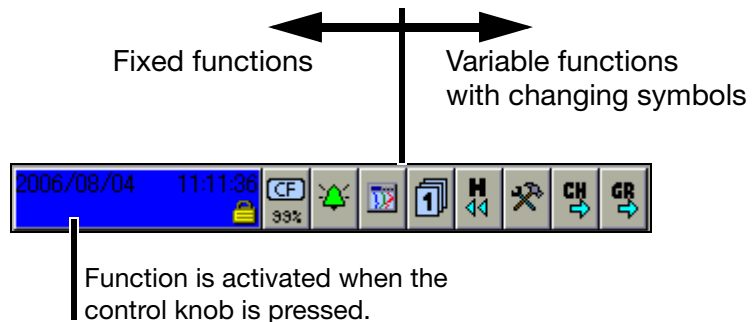 Fixed functions
Variable functions
with changing symbols
2006/08/04 11:11:36 CF 1 H CH GR
99%
Function is activated when the
control knob is pressed.